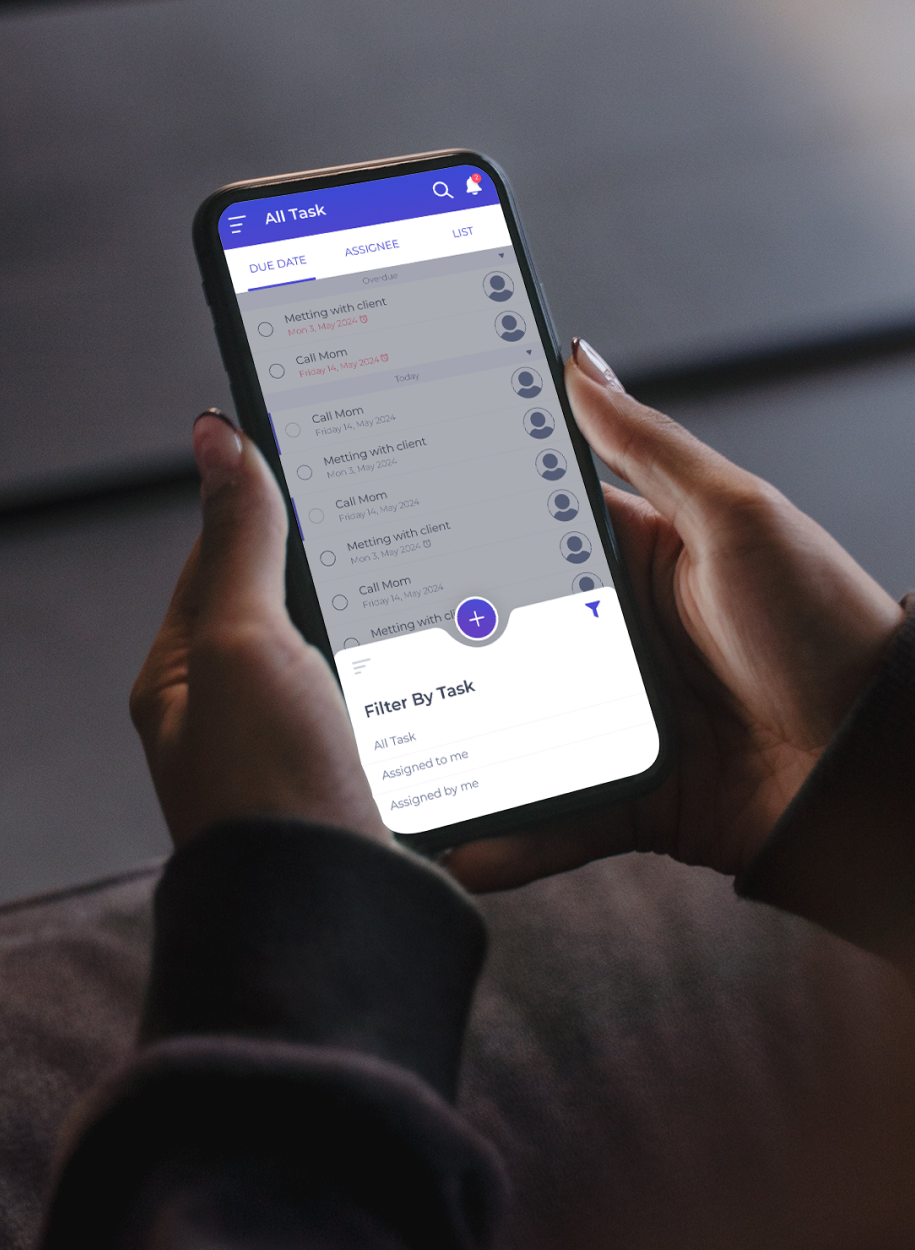 All Task
2
DUE DATE ASSIGNEE LIST
Overdue
Metting with client
Mon 3, May 2024
Call Mom
Friday 14, May 2024
Today
Call Mom
Friday 14, May 2024
Metting with client
Mon 3, May 2024
Call Mom
Friday 14, May 2024
Metting with client
Mon 3, May 2024
Call Mom
Friday 14, May 2024
Metting with
Filter By Task
All Task
Assigned to me
Assigned by me